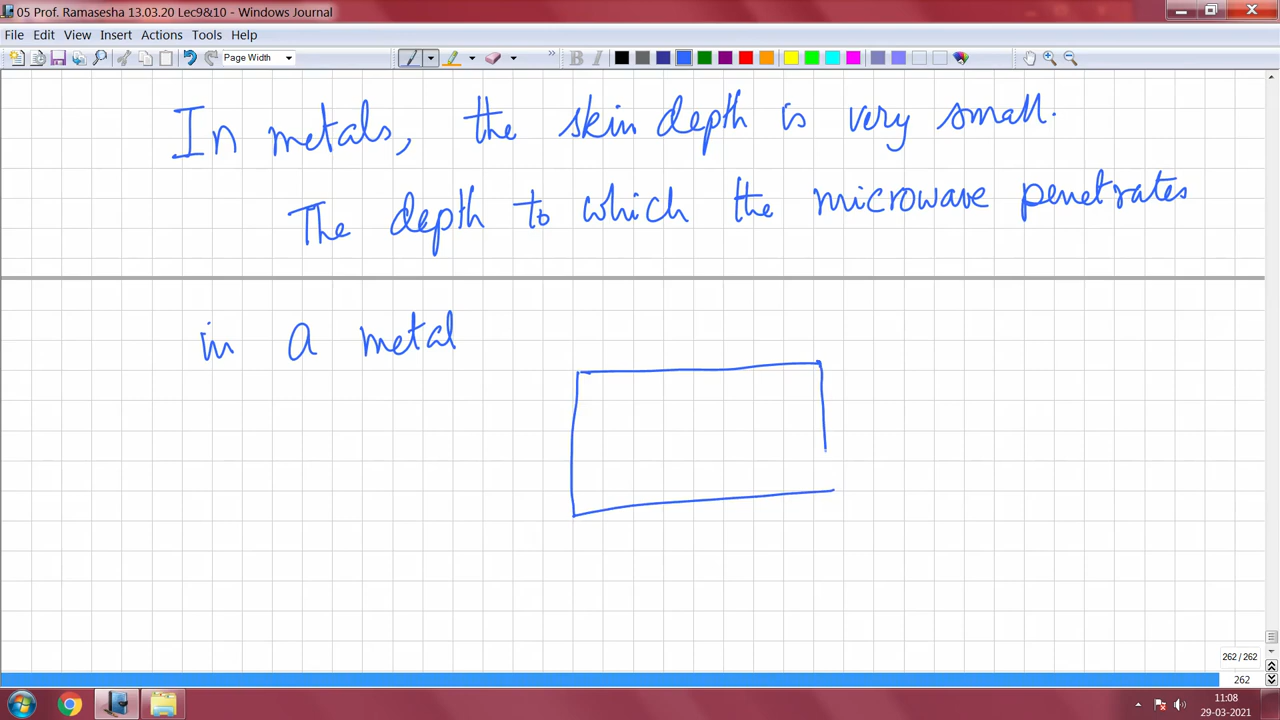 05 Prof. Ramasesha 13.03.20 Lec9&10 - Windows Journal
File Edit View Insert Actions Tools Help
Page Width
B I
In metals, the skin depth is very small.
The depth to which the microwave penetrates
in a metal
262 / 262
262
11:08
29-03-2021